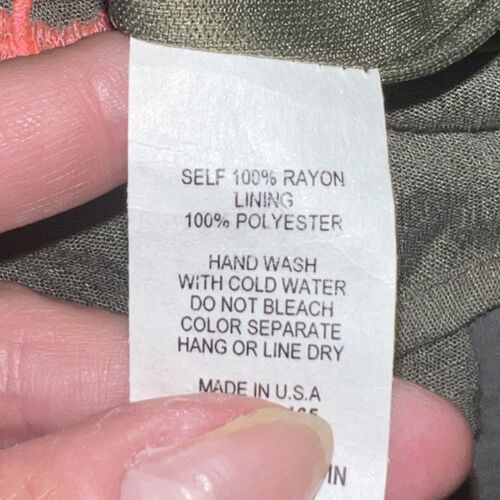 SELF 100% RAYON
LINING
100% POLYESTER
HAND WASH
WITH COLD WATER
DO NOT BLEACH
COLOR SEPARATE
HANG OR LINE DRY
MADE IN U.S.A
IN